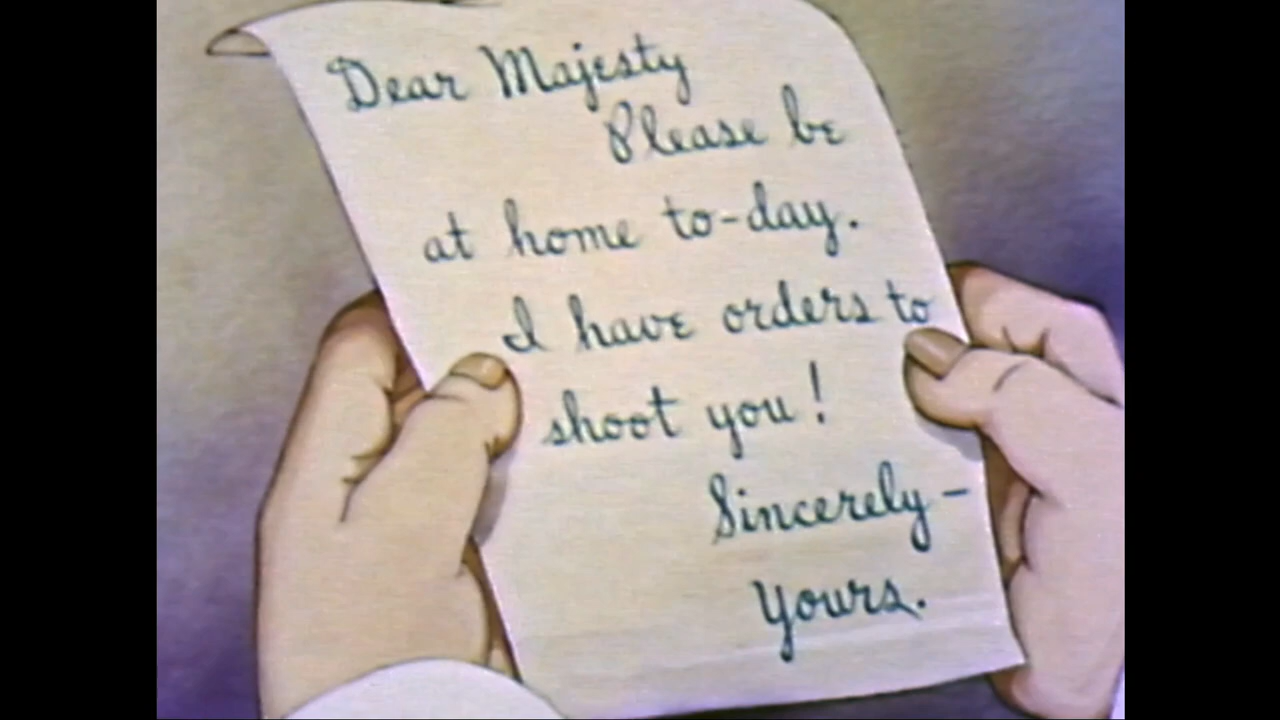 Dear Majesty
Please be
at home to-day.
I have orders to
shoot you!
Sincerely-
Yours.